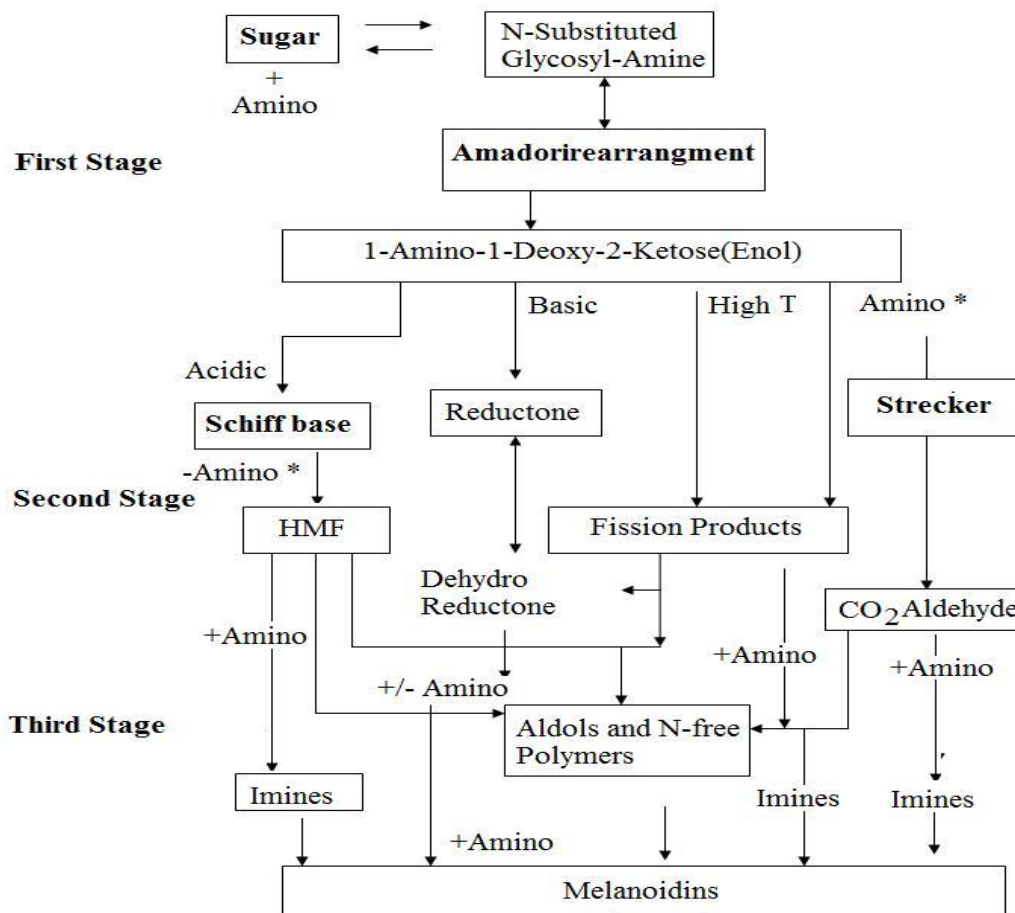 Sugar
+
Amino
N-Substituted
Glycosyl-Amine
First Stage
Amadorirearrangment
1-Amino-1-Deoxy-2-Ketose(Enol)
Acidic
Basic
High T
Amino *
Schiff base
Reductone
Strecker
-Amino *
Second Stage
HMF
Fission Products
Dehydro
Reductone
CO2 Aldehyde
+Amino
+Amino
+Amino
+/- Amino
Third Stage
Aldols and N-free
Polymers
Imines
Imines
Imines
+Amino
Melanoidins